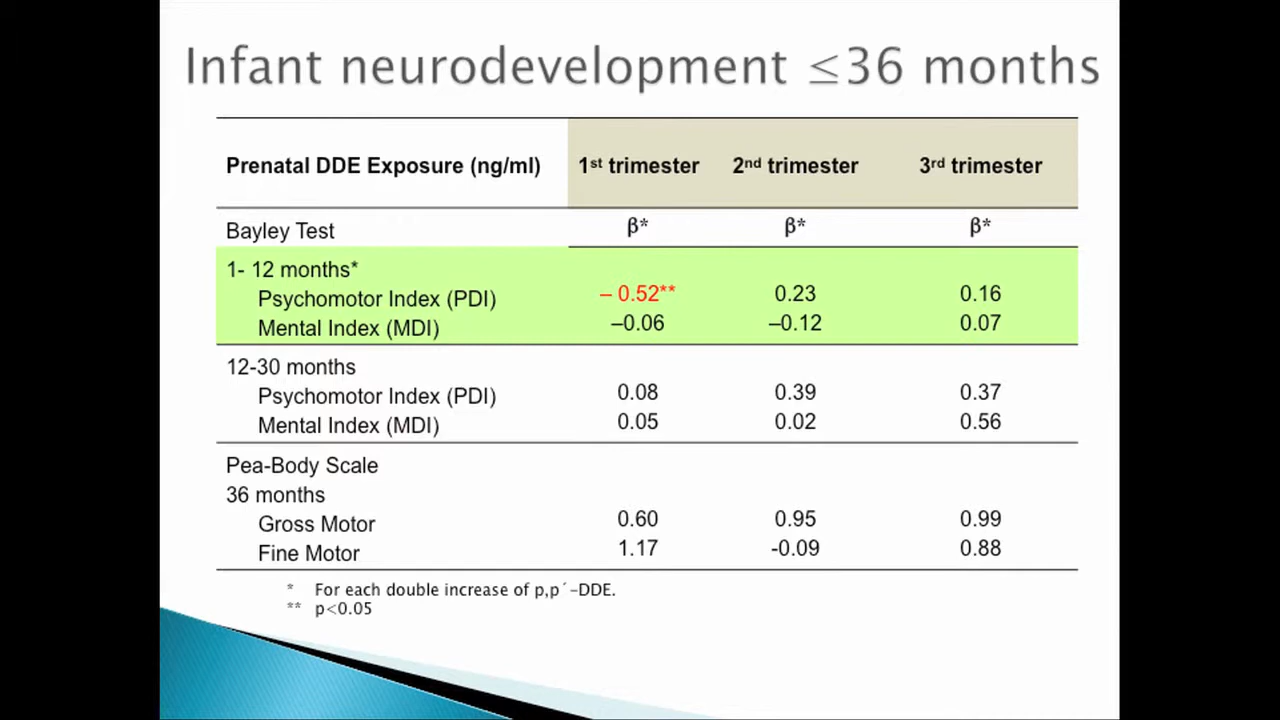 Infant neurodevelopment ≤36 months
Prenatal DDE Exposure (ng/ml) 1st trimester 2nd trimester 3rd trimester
Bayley Test β* β* β*
1- 12 months*
Psychomotor Index (PDI) – 0.52** 0.23 0.16
Mental Index (MDI) –0.06 –0.12 0.07
12-30 months
Psychomotor Index (PDI) 0.08 0.39 0.37
Mental Index (MDI) 0.05 0.02 0.56
Pea-Body Scale
36 months
Gross Motor 0.60 0.95 0.99
Fine Motor 1.17 -0.09 0.88
* For each double increase of p,p´-DDE.
** p<0.05